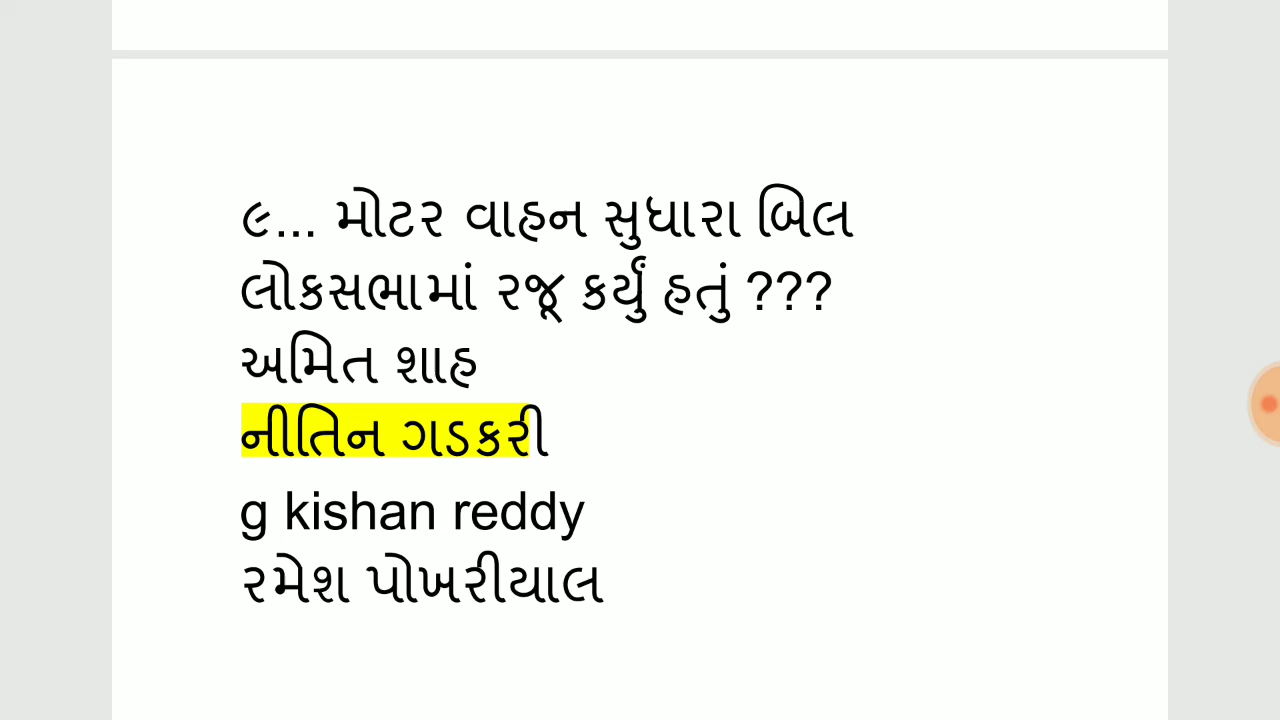 ૯... મોટર વાહન સુધારા બિલ
લોકસભામાં રજૂ કર્યું હતું ???
અમિત શાહ
નીતિન ગડકરી
g kishan reddy
રમેશ પોખરીયાલ